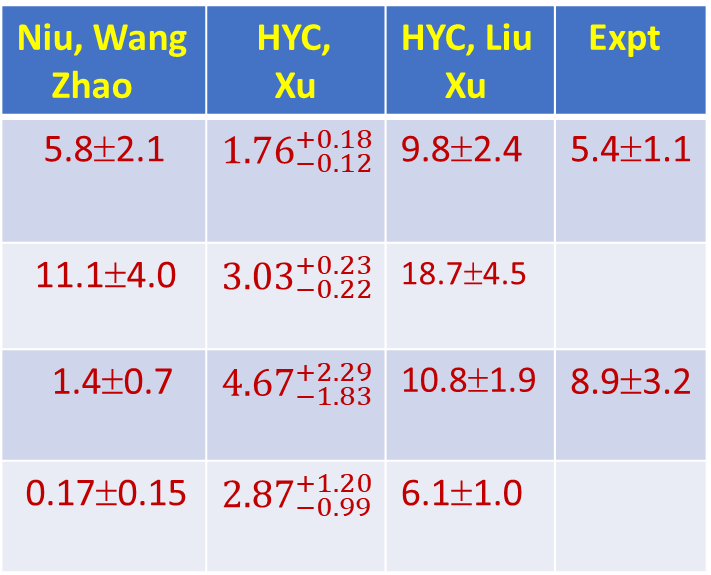 Niu, Wang Zhao | HYC, Xu | HYC, Liu Xu | Expt
5.8±2.1 | 1.76+0.18−0.12 | 9.8±2.4 | 5.4±1.1
11.1±4.0 | 3.03+0.23−0.22 | 18.7±4.5
1.4±0.7 | 4.67+2.29−1.83 | 10.8±1.9 | 8.9±3.2
0.17±0.15 | 2.87+1.20−0.99 | 6.1±1.0